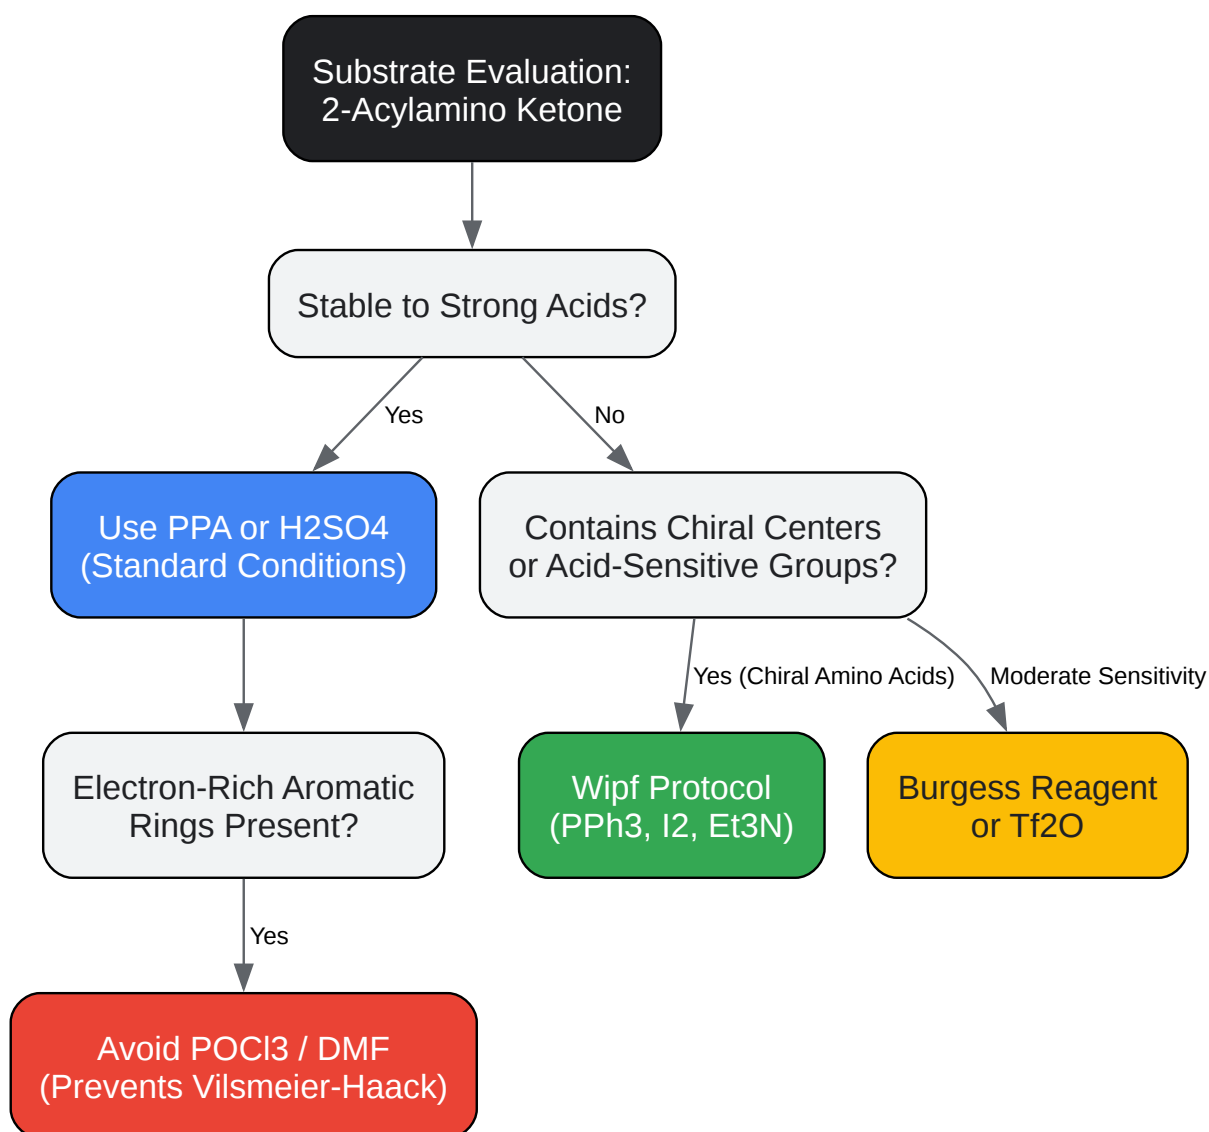 Substrate Evaluation:
2-Acylamino Ketone
Stable to Strong Acids?
Yes
No
Use PPA or H2SO4
(Standard Conditions)
Contains Chiral Centers
or Acid-Sensitive Groups?
Yes (Chiral Amino Acids)
Moderate Sensitivity
Electron-Rich Aromatic
Rings Present?
Wipf Protocol
(PPh3, I2, Et3N)
Burgess Reagent
or Tf2O
Yes
Avoid POCl3 / DMF
(Prevents Vilsmeier-Haack)